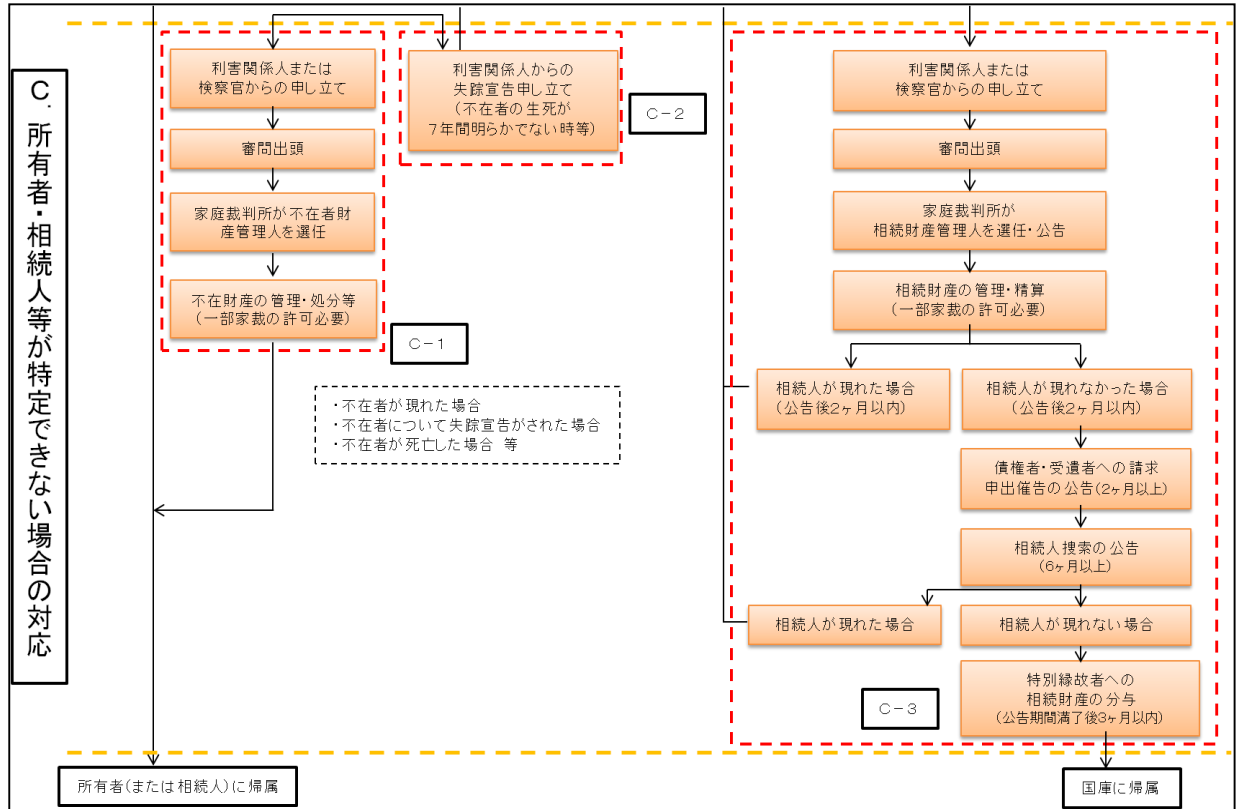 C．所有者・相続人等が特定できない場合の対応
利害関係人または
検察官からの申し立て
審問出頭
家庭裁判所が不在者財
産管理人を選任
不在財産の管理・処分等
（一部家裁の許可必要）
C－1
利害関係人からの
失踪宣告申し立て
（不在者の生死が
７年間明らかでない時等）
C－2
・不在者が現れた場合
・不在者について失踪宣告がされた場合
・不在者が死亡した場合 等
利害関係人または
検察官からの申し立て
審問出頭
家庭裁判所が
相続財産管理人を選任・公告
相続財産の管理・精算
（一部家裁の許可必要）
相続人が現れた場合
（公告後2ヶ月以内）
相続人が現れなかった場合
（公告後2ヶ月以内）
債権者・受遺者への請求
申出催告の公告（2ヶ月以上）
相続人捜索の公告
（6ヶ月以上）
相続人が現れた場合
相続人が現れない場合
特別縁故者への
相続財産の分与
（公告期間満了後3ヶ月以内）
C－3
所有者（または相続人）に帰属
国庫に帰属